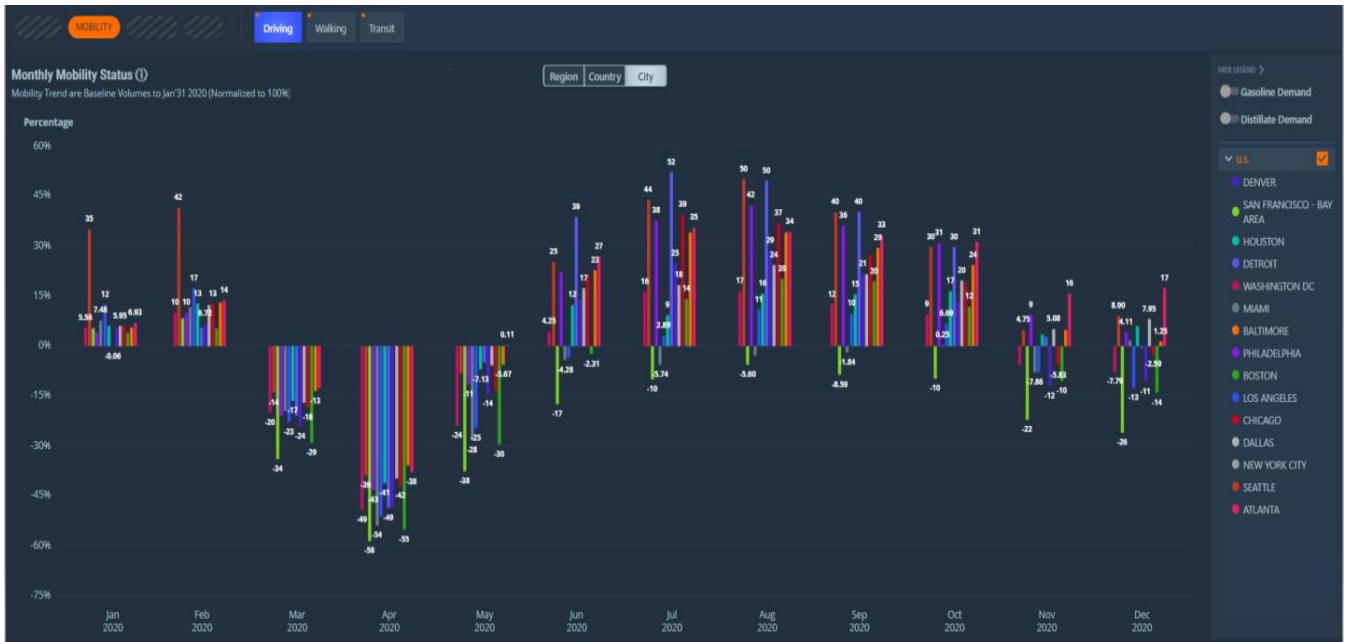 MOBILITY
Driving Walking Transit
Monthly Mobility Status ⓘ
Mobility Trend are Baseline Volumes to Jan'31 2020 (Normalized to 100%)
Region Country City
HIDE LEGEND
Gasoline Demand
Distillate Demand
U.S.
DENVER
SAN FRANCISCO - BAY
AREA
HOUSTON
DETROIT
WASHINGTON DC
MIAMI
BALTIMORE
PHILADELPHIA
BOSTON
LOS ANGELES
CHICAGO
DALLAS
NEW YORK CITY
SEATTLE
ATLANTA
Percentage
60%
45%
30%
15%
0%
-15%
-30%
-45%
-60%
-75%
5.56 35 7.48 12 -0.06 5.95 6.93
10 42 10 17 13 6.72 13 14
-20 -14 -34 -23 -17 -24 -18 -29 -13
-49 -39 -58 -43 -54 -41 -49 -42 -55 -38
-24 -38 -11 -28 -25 -7.13 -14 -30 -5.67 0.11
4.25 25 -17 -4.28 12 39 17 -2.31 23 27
16 44 -10 38 -5.74 2.89 9 52 25 18 39 14 35
17 50 -5.60 42 11 16 50 29 24 37 20 34
12 40 -8.59 36 -1.84 10 15 40 21 20 29 33
9 30 -10 31 0.25 6.69 17 30 20 16 12 24 31
4.75 -22 9 -7.86 -12 5.08 -5.83 -10 16
-7.79 8.90 -26 4.11 -13 -11 7.95 -2.59 -14 1.25 17
Jan
2020
Feb
2020
Mar
2020
Apr
2020
May
2020
Jun
2020
Jul
2020
Aug
2020
Sep
2020
Oct
2020
Nov
2020
Dec
2020